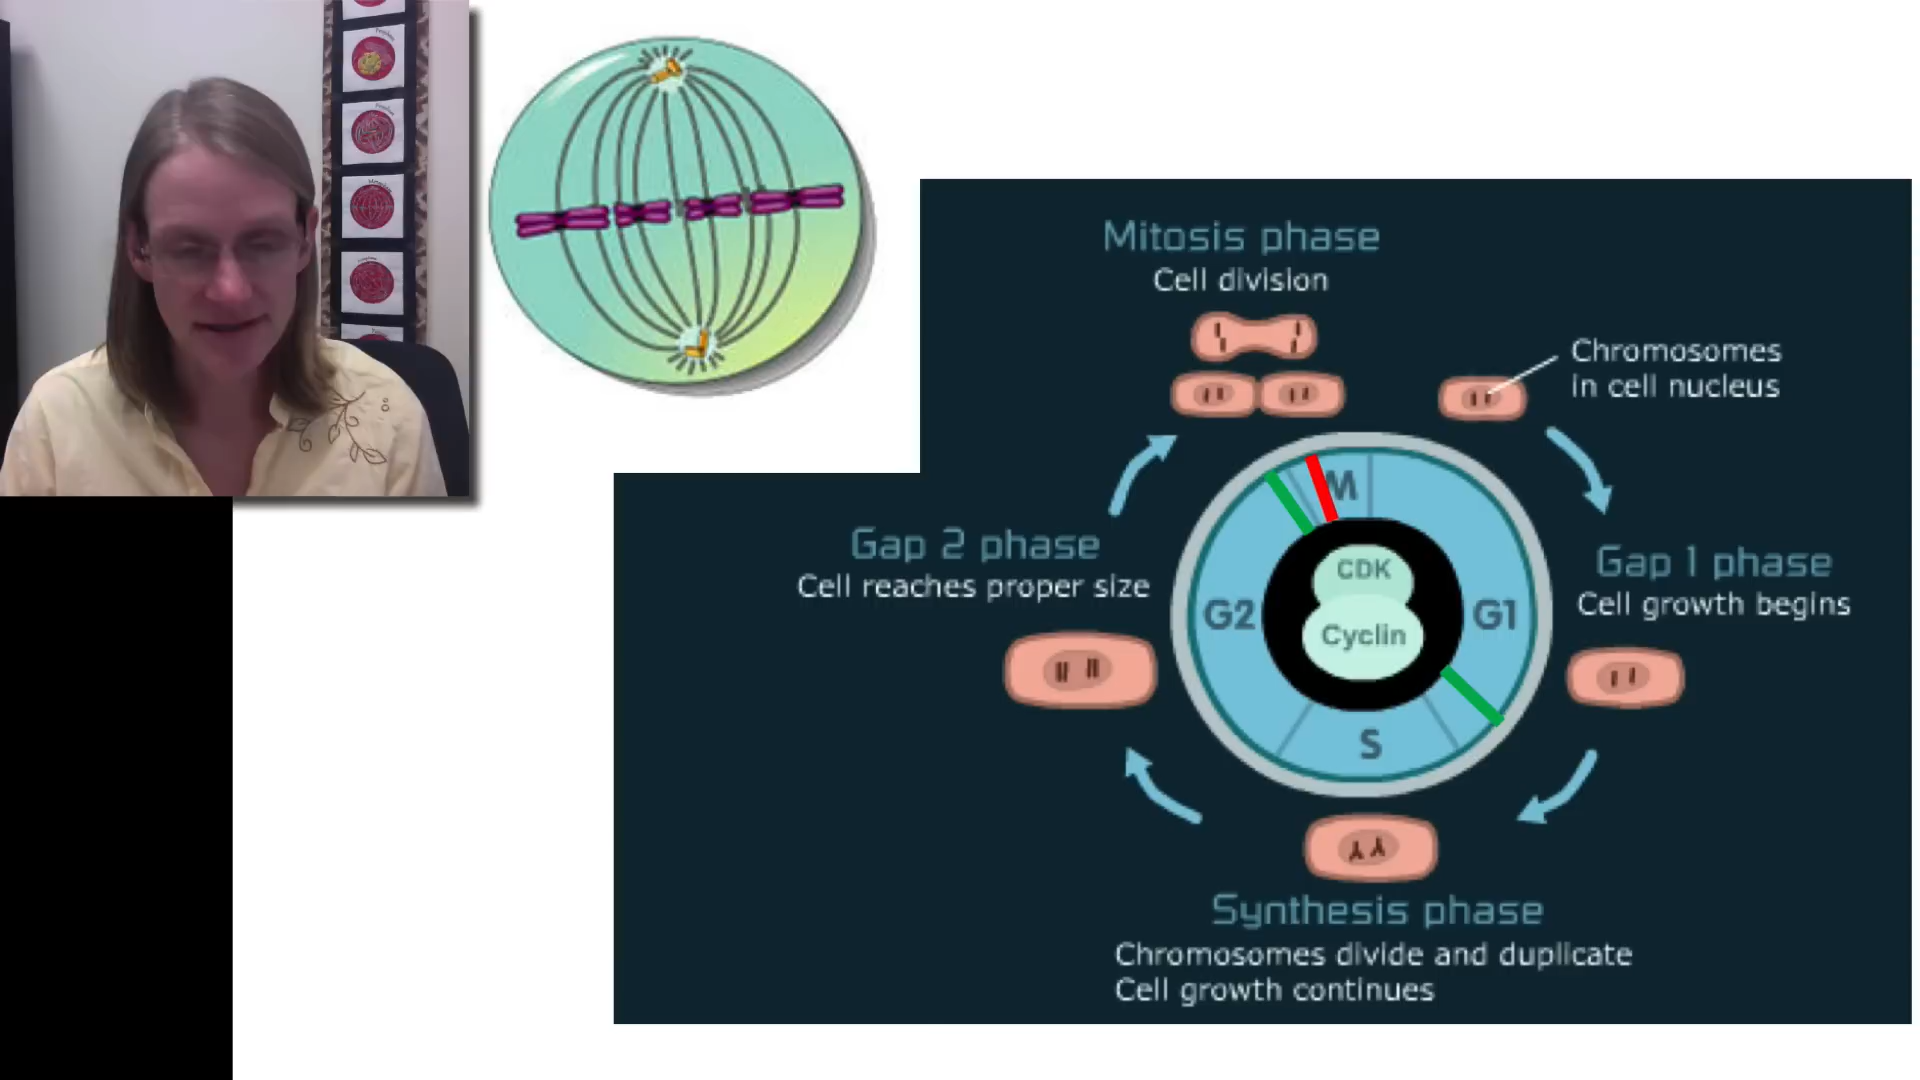 Mitosis phase
Cell division
Chromosomes
in cell nucleus
Gap 2 phase
Cell reaches proper size
Gap 1 phase
Cell growth begins
M
G2
G1
S
CDK
Cyclin
Synthesis phase
Chromosomes divide and duplicate
Cell growth continues